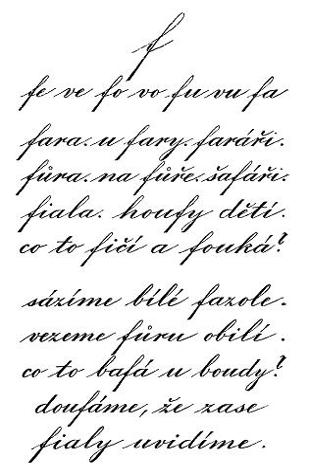 f
fe ve fo vo fu vu fa
fara. u fary. faráři.
fůra. na fůře. šafáři.
fiala. houfy dětí.
co to fičí a fouká?
sázíme bílé fazole.
vezeme fůru obilí.
co to bafá u boudy?
doufáme, že zase
fialy uvidíme.